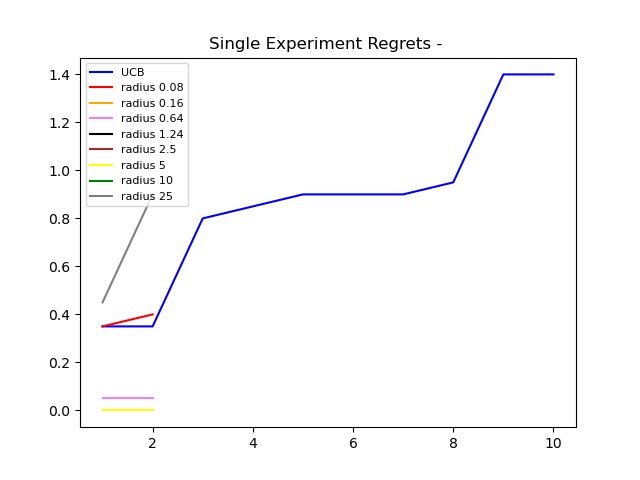 Single Experiment Regrets -
UCB
radius 0.08
radius 0.16
radius 0.64
radius 1.24
radius 2.5
radius 5
radius 10
radius 25
1.4
1.2
1.0
0.8
0.6
0.4
0.2
0.0
2 4 6 8 10